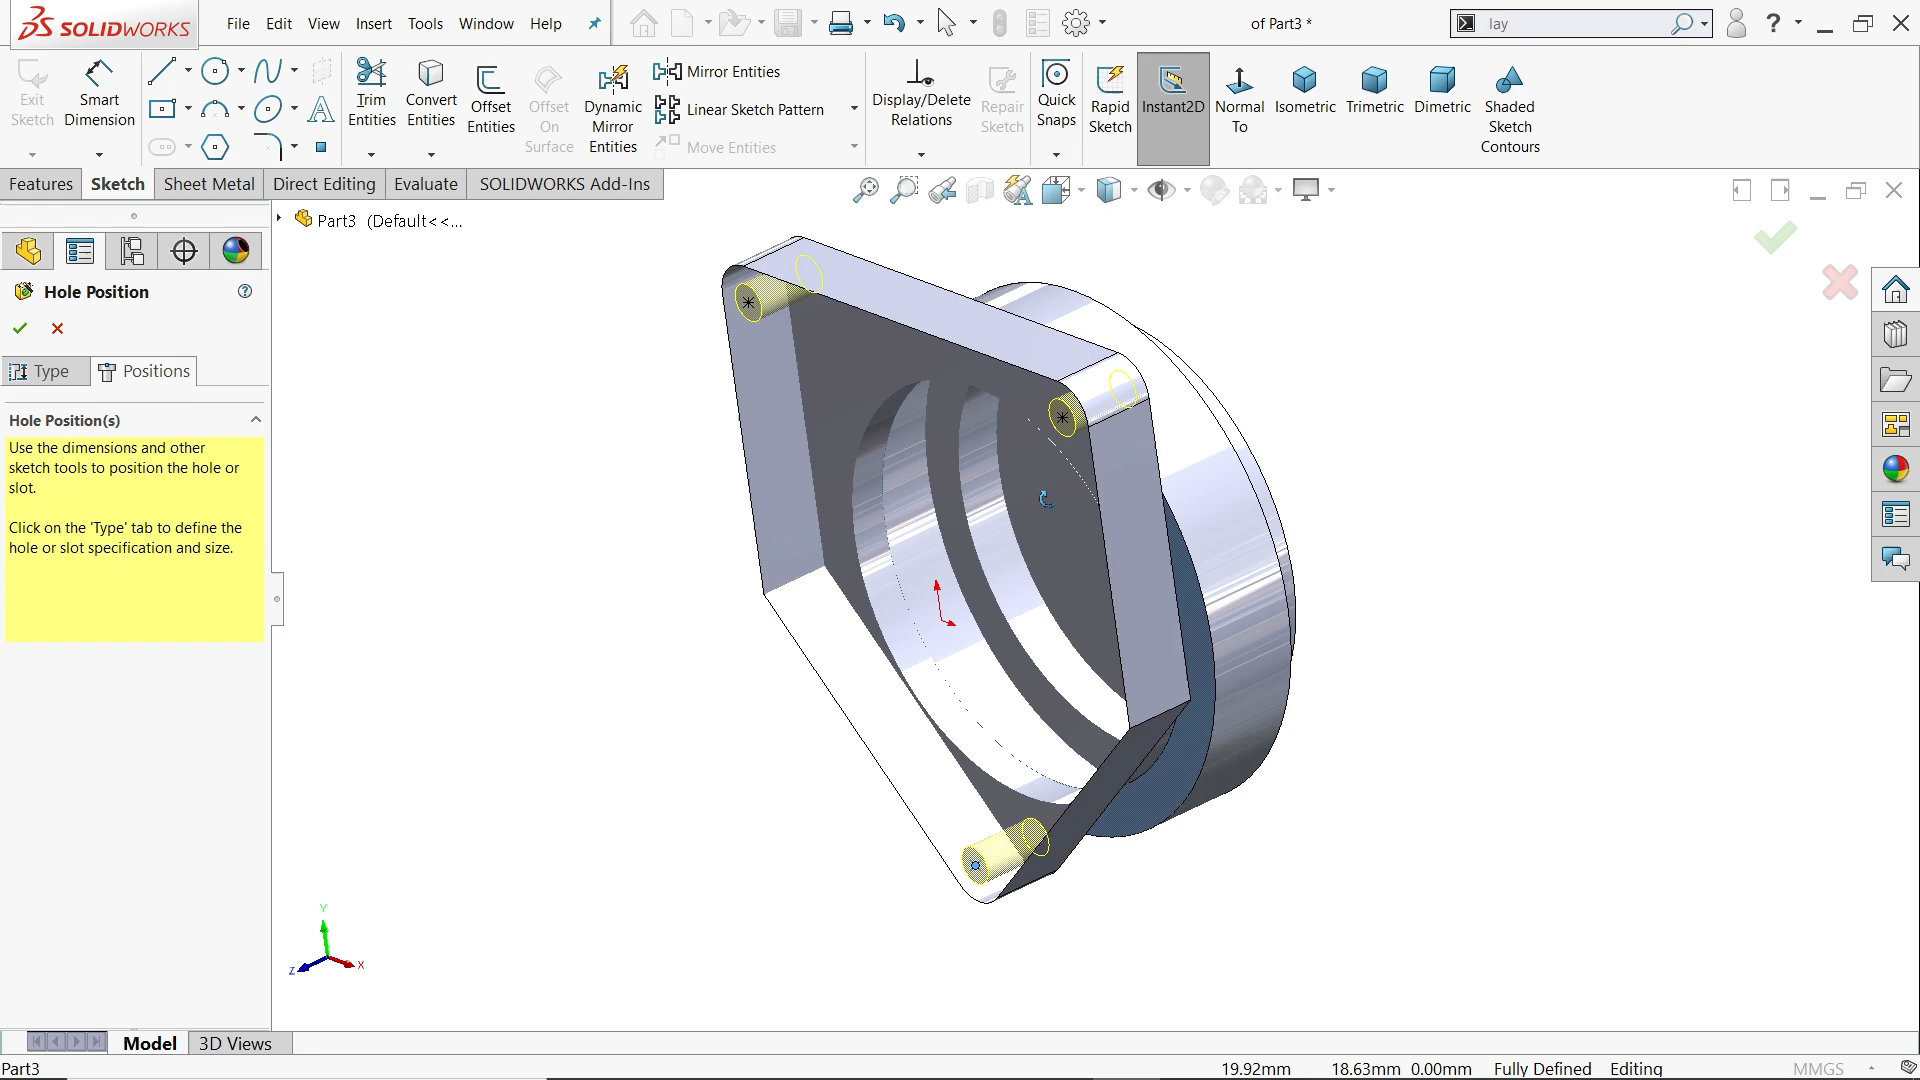 SOLIDWORKS
File Edit View Insert Tools Window Help
of Part3 *
lay
Exit Sketch
Smart Dimension
Trim Entities
Convert Entities
Offset Entities
Offset On Surface
Dynamic Mirror Entities
Mirror Entities
Linear Sketch Pattern
Move Entities
Display/Delete Relations
Repair Sketch
Quick Snaps
Rapid Sketch
Instant2D
Normal To
Isometric
Trimetric
Dimetric
Shaded Sketch Contours
Features Sketch Sheet Metal Direct Editing Evaluate SOLIDWORKS Add-Ins
Part3 (Default<<...
Hole Position
Type Positions
Hole Position(s)
Use the dimensions and other
sketch tools to position the hole or
slot.
Click on the 'Type' tab to define the
hole or slot specification and size.
Y
Z
X
Model 3D Views
Part3
19.92mm 18.63mm 0.00mm Fully Defined Editing MMGS